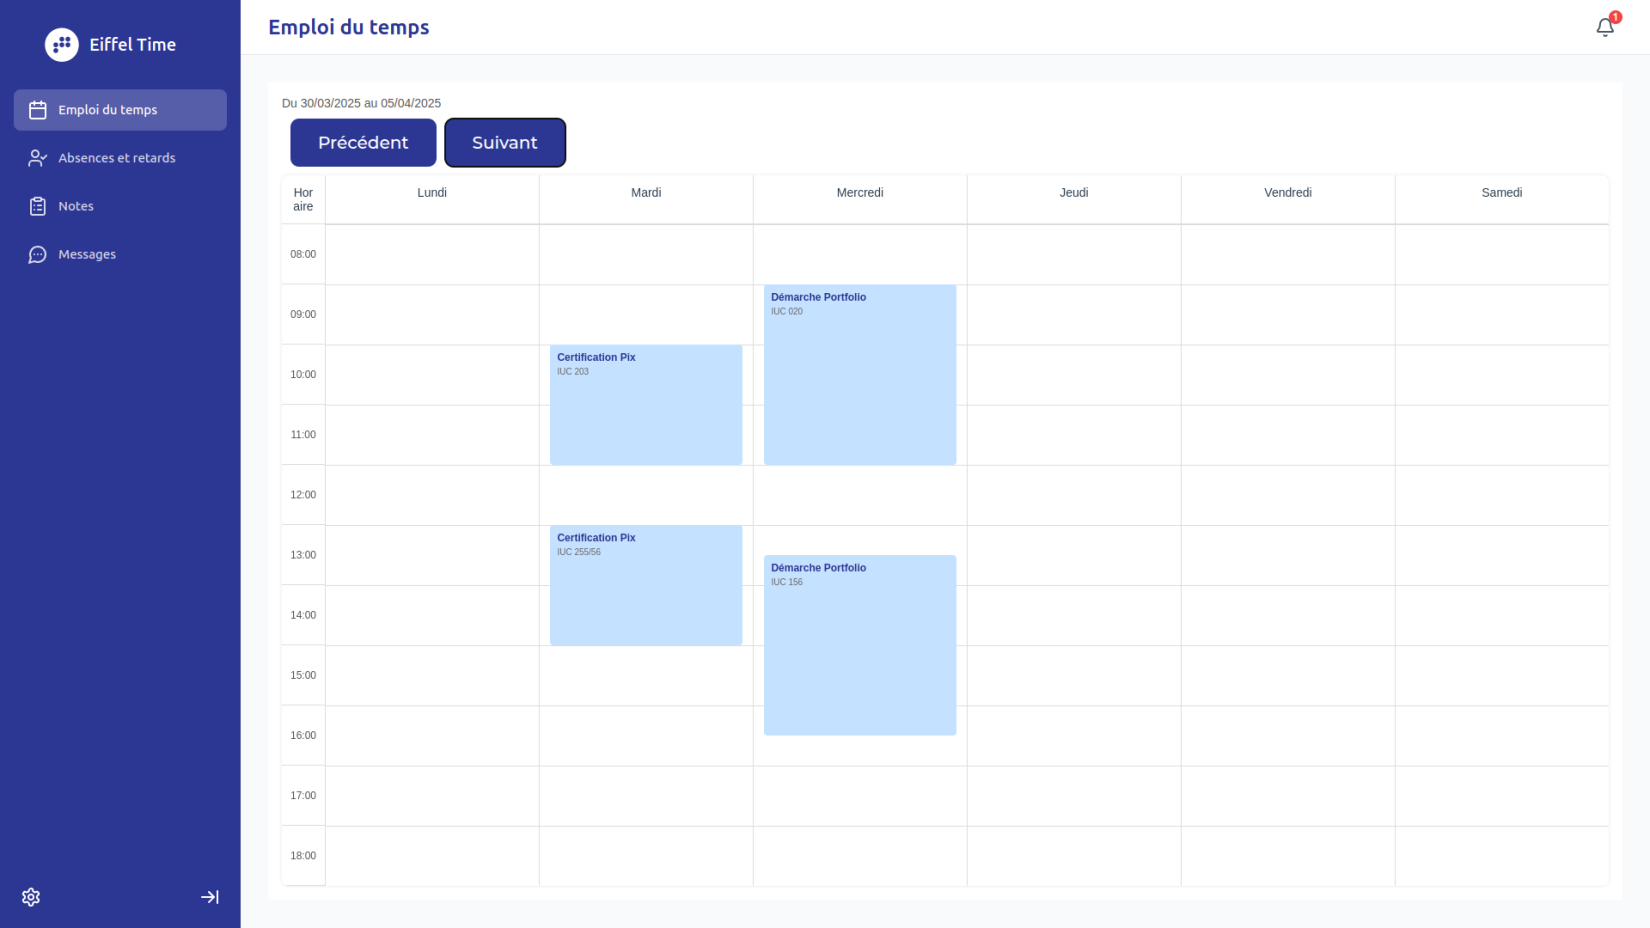 Eiffel Time
Emploi du temps
Absences et retards
Notes
Messages
Emploi du temps
1
Du 30/03/2025 au 05/04/2025
Précédent Suivant
Hor
aire
Lundi Mardi Mercredi Jeudi Vendredi Samedi
08:00
Démarche Portfolio
IUC 020
09:00
Certification Pix
IUC 203
10:00
11:00
12:00
Certification Pix
IUC 255/56
13:00
Démarche Portfolio
IUC 156
14:00
15:00
16:00
17:00
18:00